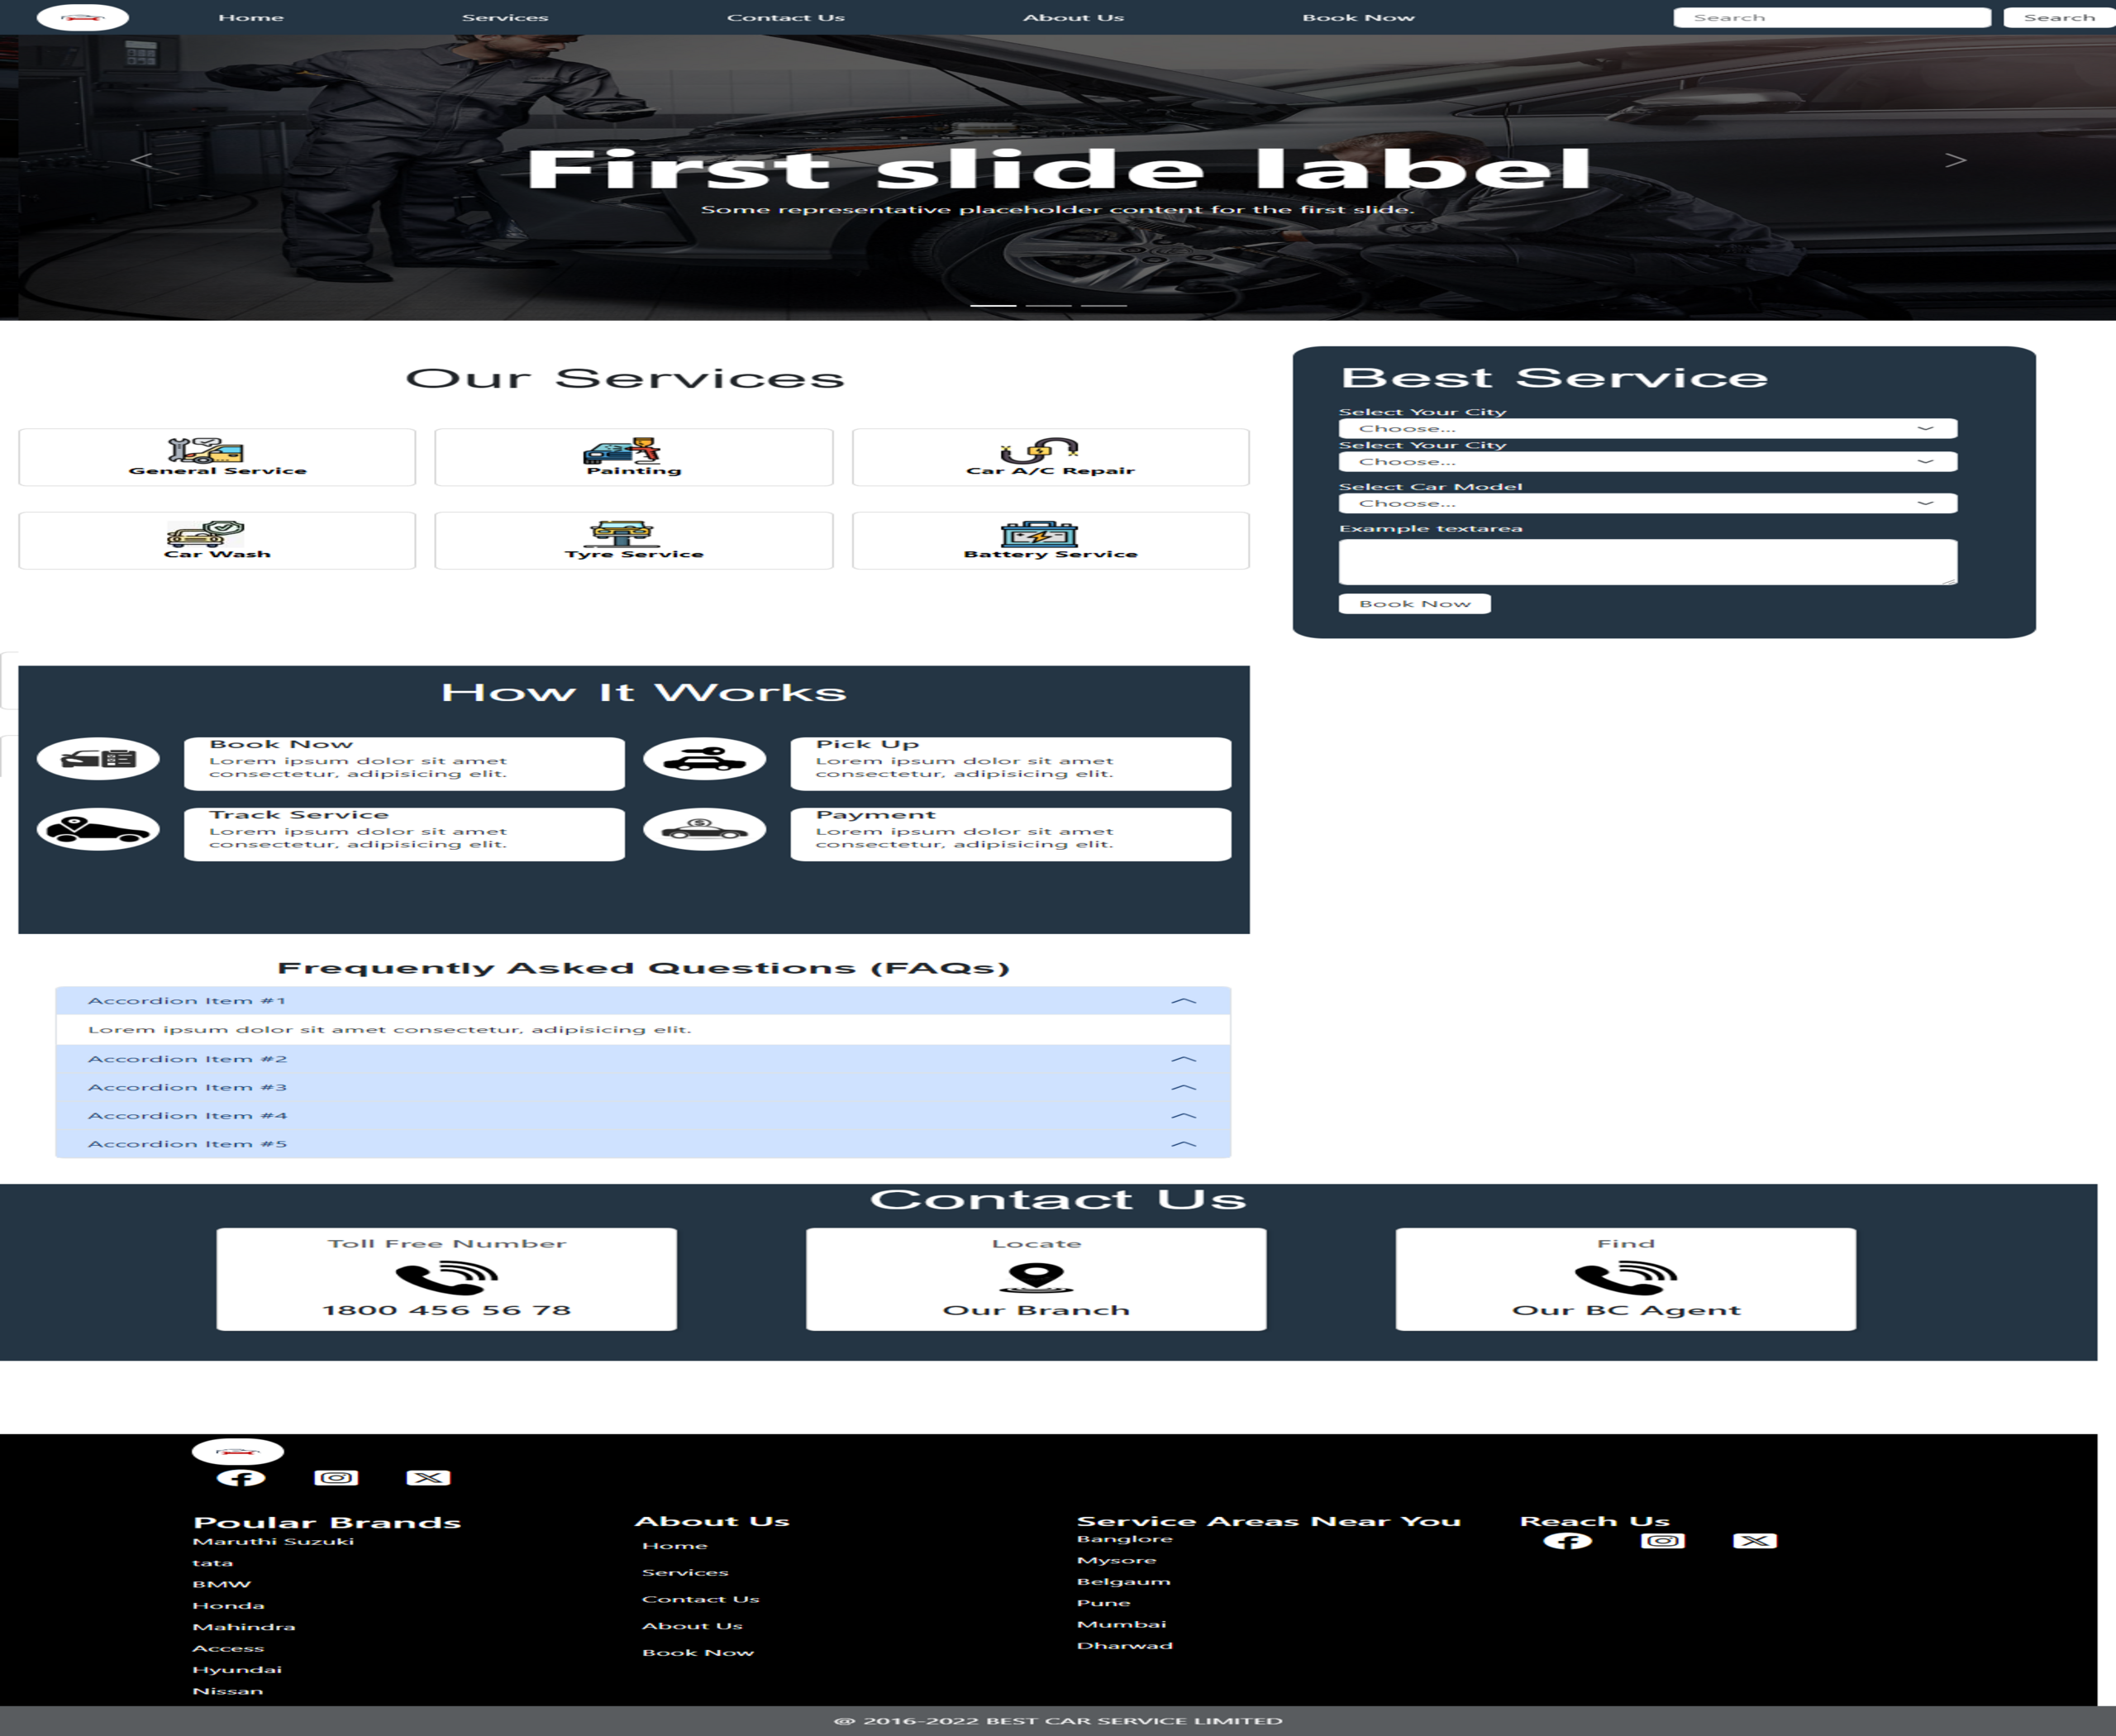 Home Services Contact Us About Us Book Now Search Search
First slide label
Some representative placeholder content for the first slide.
Our Services
General Service
Painting
Car A/C Repair
Car Wash
Tyre Service
Battery Service
Best Service
Select Your City
Choose...
Select Your City
Choose...
Select Car Model
Choose...
Example textarea
Book Now
How It Works
Book Now
Lorem ipsum dolor sit amet
consectetur, adipisicing elit.
Pick Up
Lorem ipsum dolor sit amet
consectetur, adipisicing elit.
Track Service
Lorem ipsum dolor sit amet
consectetur, adipisicing elit.
Payment
Lorem ipsum dolor sit amet
consectetur, adipisicing elit.
Frequently Asked Questions (FAQs)
Accordion Item #1
Lorem ipsum dolor sit amet consectetur, adipisicing elit.
Accordion Item #2
Accordion Item #3
Accordion Item #4
Accordion Item #5
Contact Us
Toll Free Number
1800 456 56 78
Locate
Our Branch
Find
Our BC Agent
Poular Brands
Maruthi Suzuki
tata
BMW
Honda
Mahindra
Access
Hyundai
Nissan
About Us
Home
Services
Contact Us
About Us
Book Now
Service Areas Near You
Banglore
Mysore
Belgaum
Pune
Mumbai
Dharwad
Reach Us
@ 2016-2022 BEST CAR SERVICE LIMITED